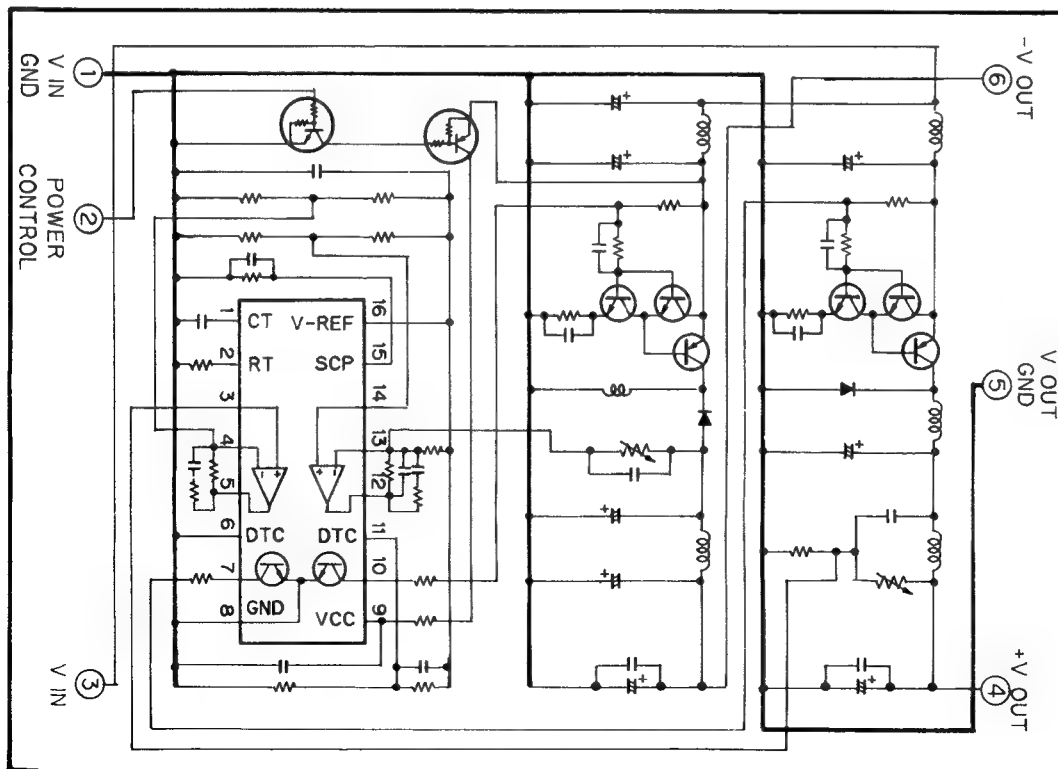 ① V IN
GND
② POWER
CONTROL
③ V IN
④ +V OUT
⑤ V OUT
GND
⑥ -V OUT
1 CT
2 RT
3
4
5
6 DTC
7
8 GND
9 VCC
10
11 DTC
12
13
14
15 SCP
16 V-REF
- +
+ -
+
+
+
+
+
+
+
+
+